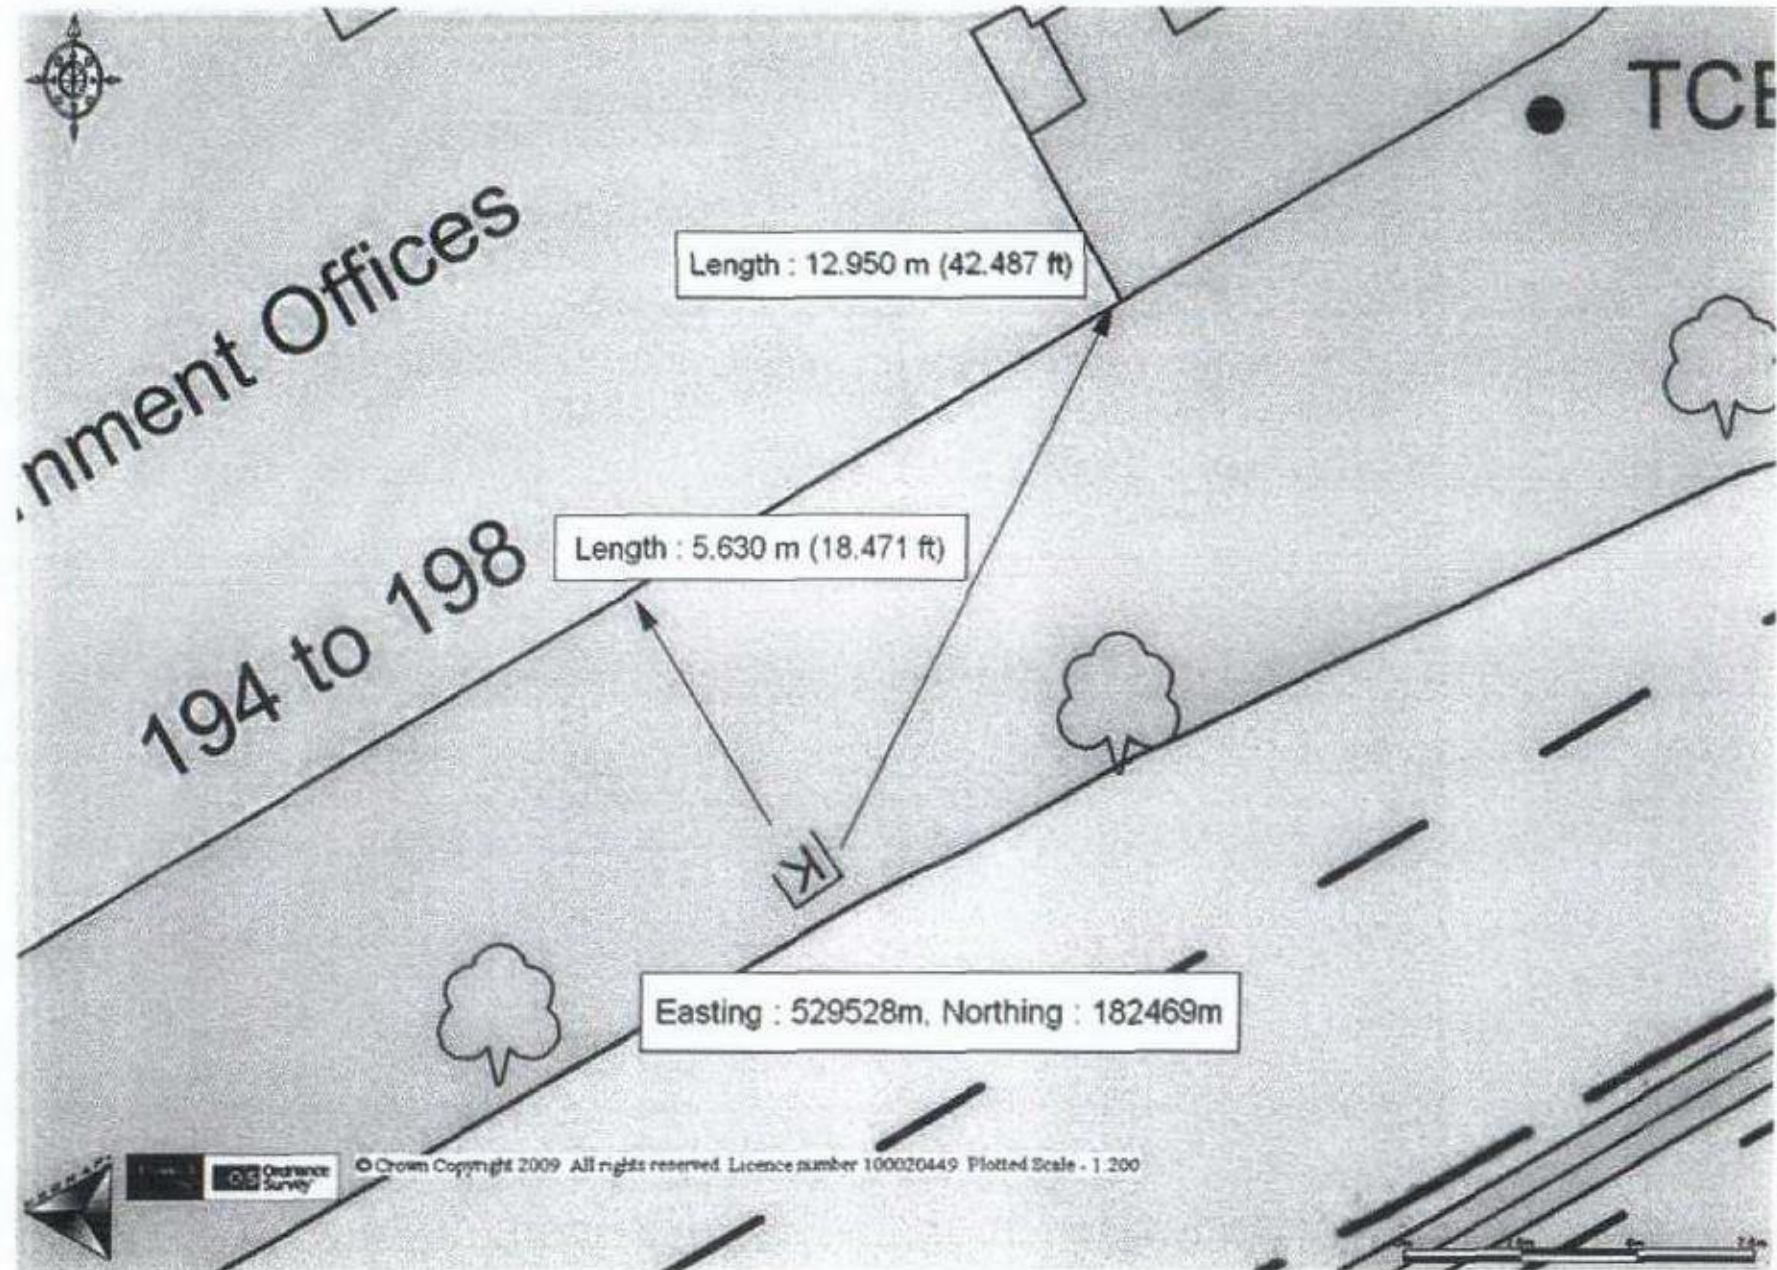 TCB
Length : 12.950 m (42.487 ft)
nment Offices
Length : 5.630 m (18.471 ft)
194 to 198
K
Easting : 529528m, Northing : 182469m
OS Ordnance Survey
© Crown Copyright 2009 All rights reserved. Licence number 100020449 Plotted Scale - 1:200